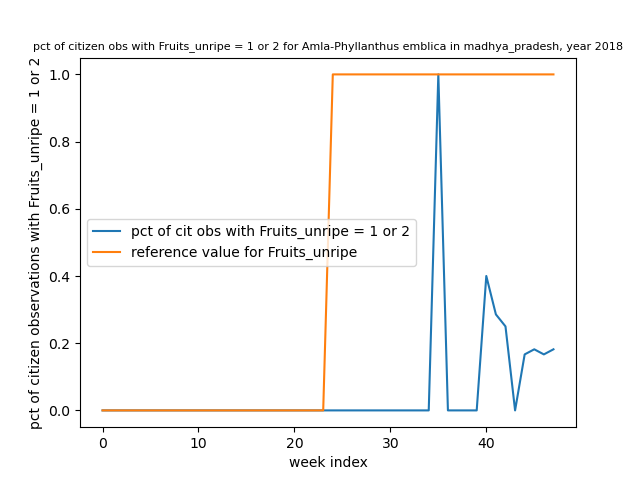 pct of citizen obs with Fruits_unripe = 1 or 2 for Amla-Phyllanthus emblica in madhya_pradesh, year 2018
pct of citizen observations with Fruits_unripe = 1 or 2
1.0
0.8
0.6
0.4
0.2
0.0
pct of cit obs with Fruits_unripe = 1 or 2
reference value for Fruits_unripe
0 10 20 30 40
week index